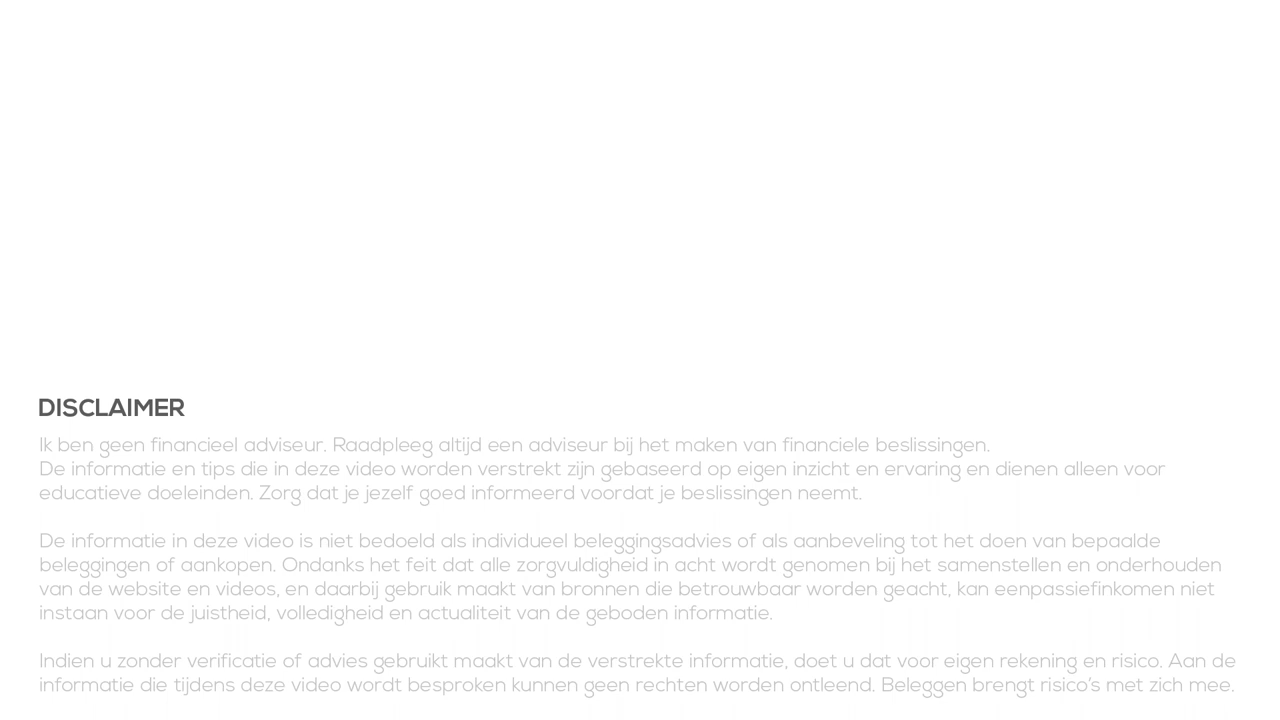 DISCLAIMER
Ik ben geen financieel adviseur. Raadpleeg altijd een adviseur bij het maken van financiele beslissingen.
De informatie en tips die in deze video worden verstrekt zijn gebaseerd op eigen inzicht en ervaring en dienen alleen voor
educatieve doeleinden. Zorg dat je jezelf goed informeerd voordat je beslissingen neemt.
De informatie in deze video is niet bedoeld als individueel beleggingsadvies of als aanbeveling tot het doen van bepaalde
beleggingen of aankopen. Ondanks het feit dat alle zorgvuldigheid in acht wordt genomen bij het samenstellen en onderhouden
van de website en videos, en daarbij gebruik maakt van bronnen die betrouwbaar worden geacht, kan eenpassiefinkomen niet
instaan voor de juistheid, volledigheid en actualiteit van de geboden informatie.
Indien u zonder verificatie of advies gebruikt maakt van de verstrekte informatie, doet u dat voor eigen rekening en risico. Aan de
informatie die tijdens deze video wordt besproken kunnen geen rechten worden ontleend. Beleggen brengt risico's met zich mee.